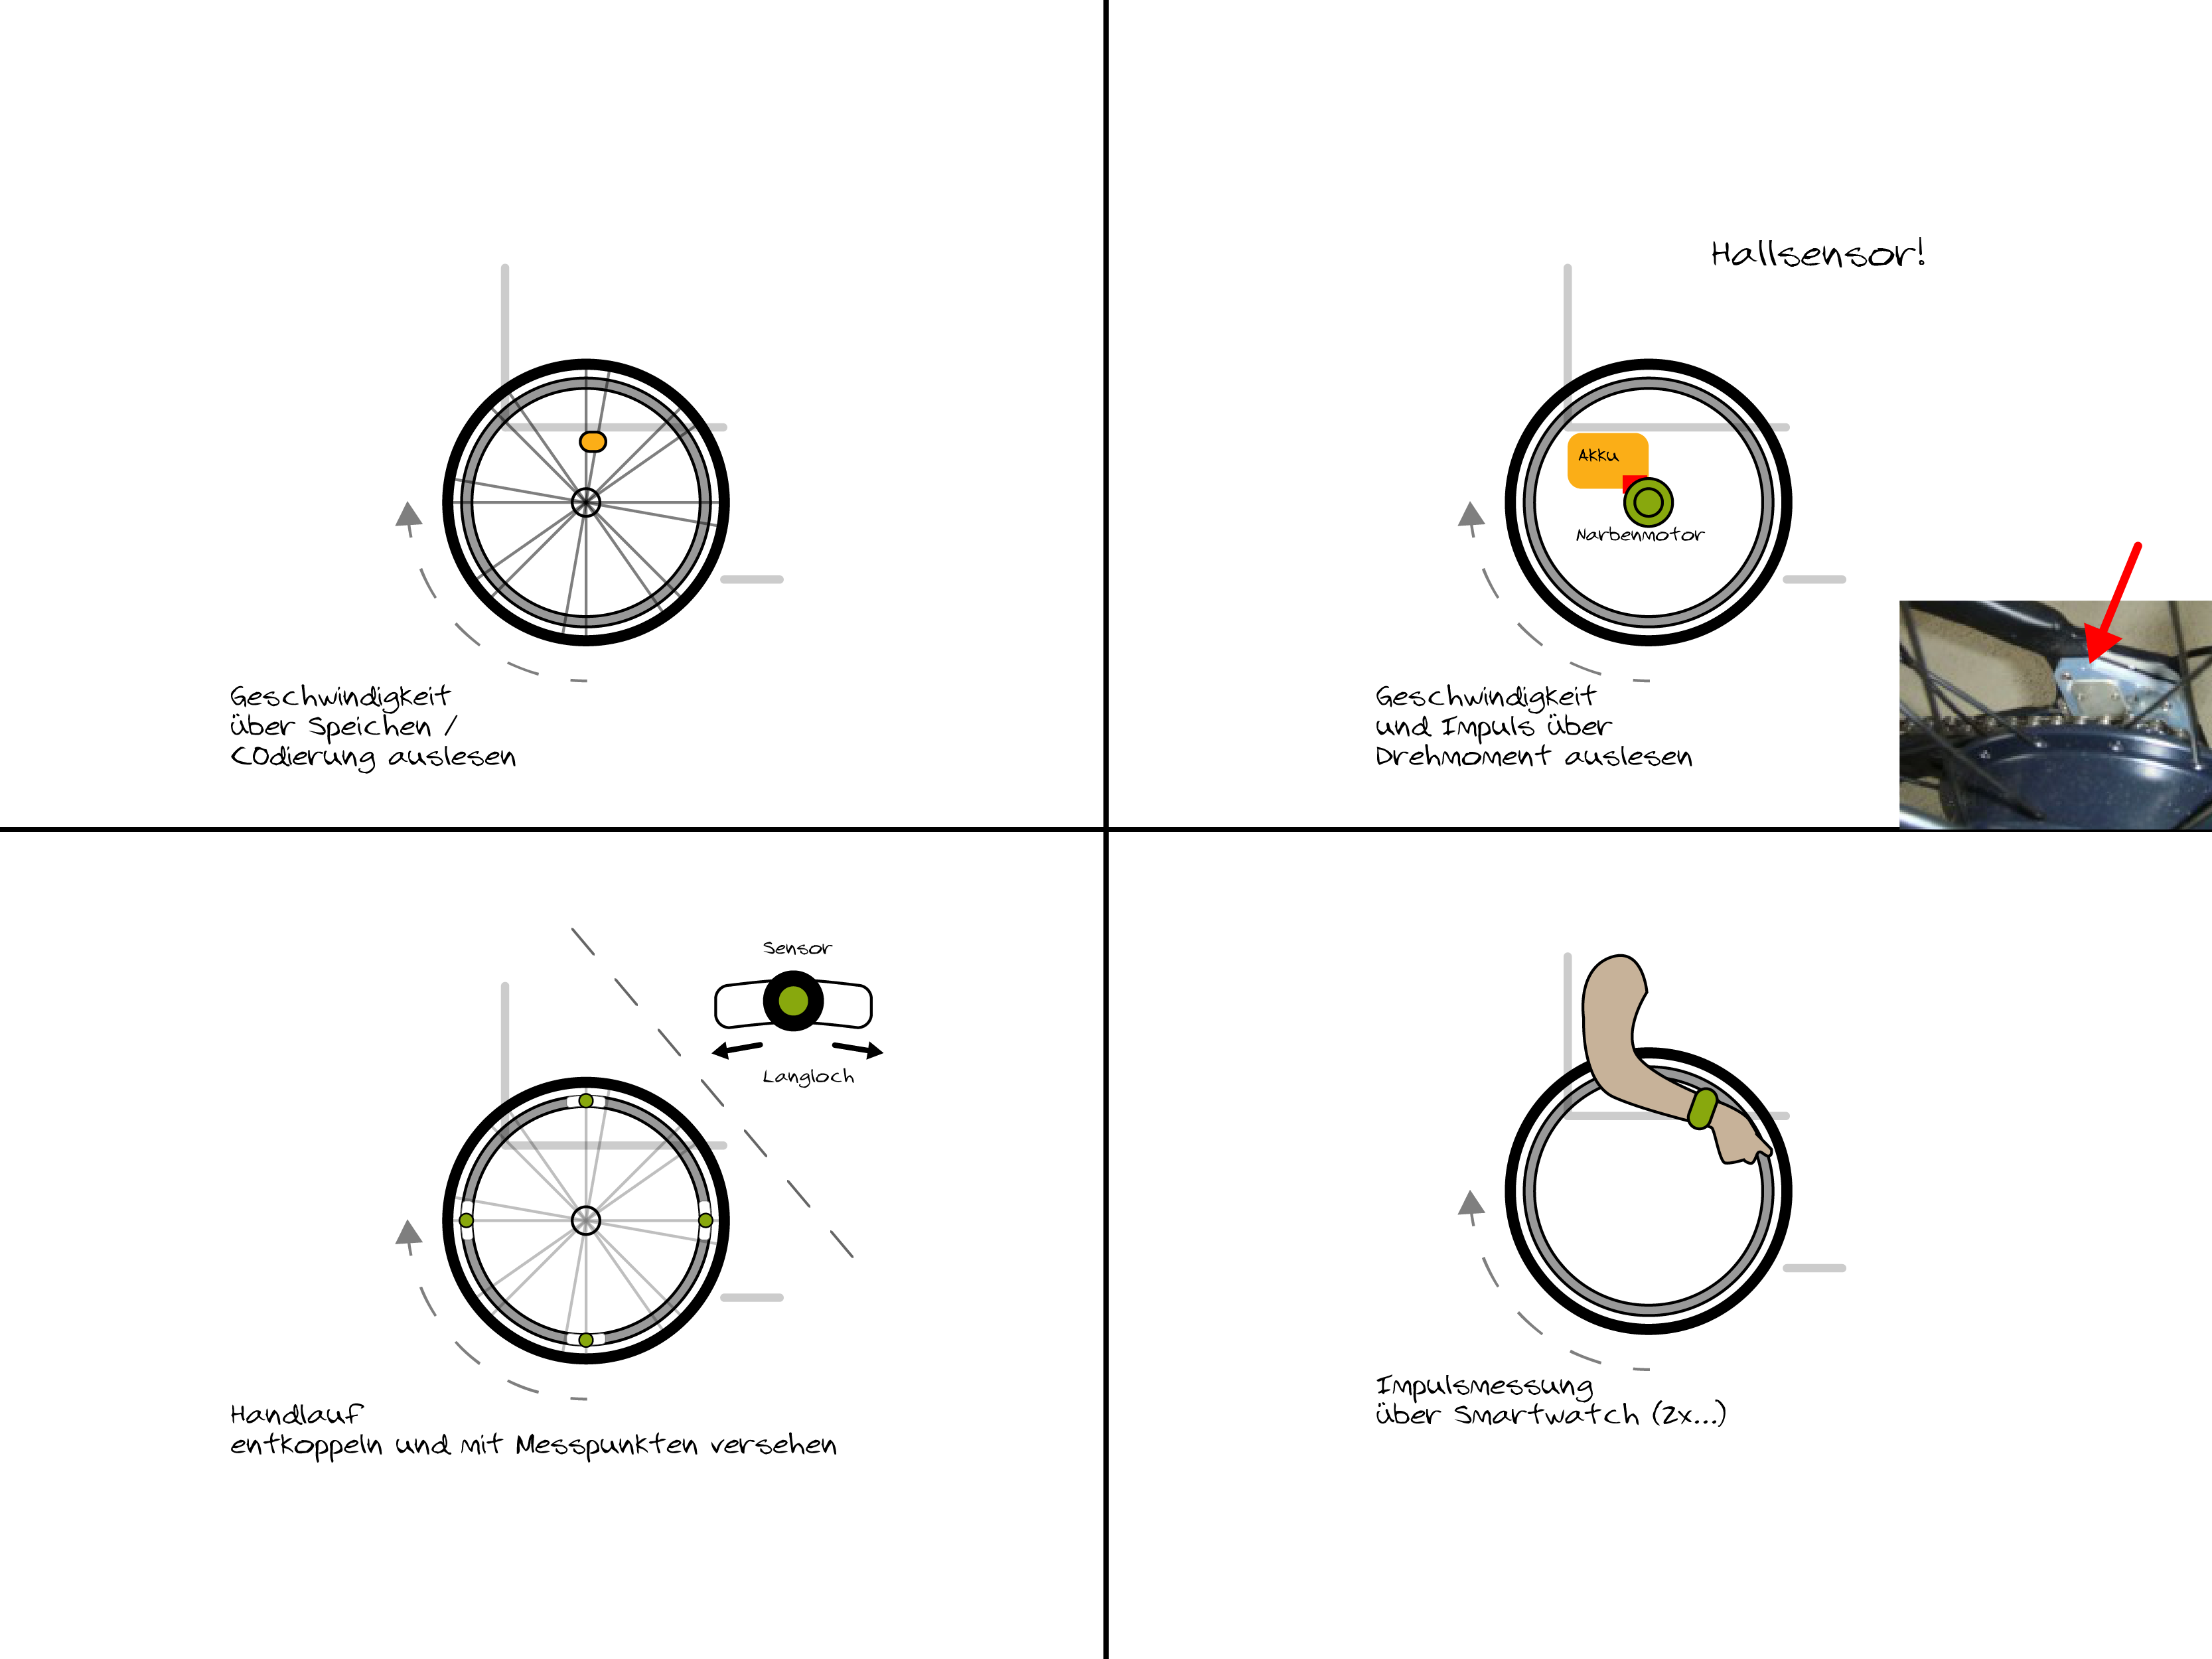 Geschwindigkeit
über Speichen /
COdierung auslesen
Hallsensor!
Akku
Narbenmotor
Geschwindigkeit
und Impuls über
Drehmoment auslesen
Sensor
Langloch
Handlauf
entkoppeln und mit Messpunkten versehen
Impulsmessung
über Smartwatch (2x...)